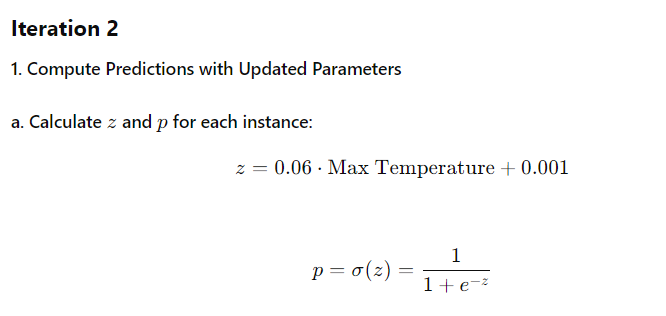 Iteration 2
1. Compute Predictions with Updated Parameters
a. Calculate z and p for each instance:
z = 0.06 · Max Temperature + 0.001
p = σ(z) = 1 / (1 + e^{-z})